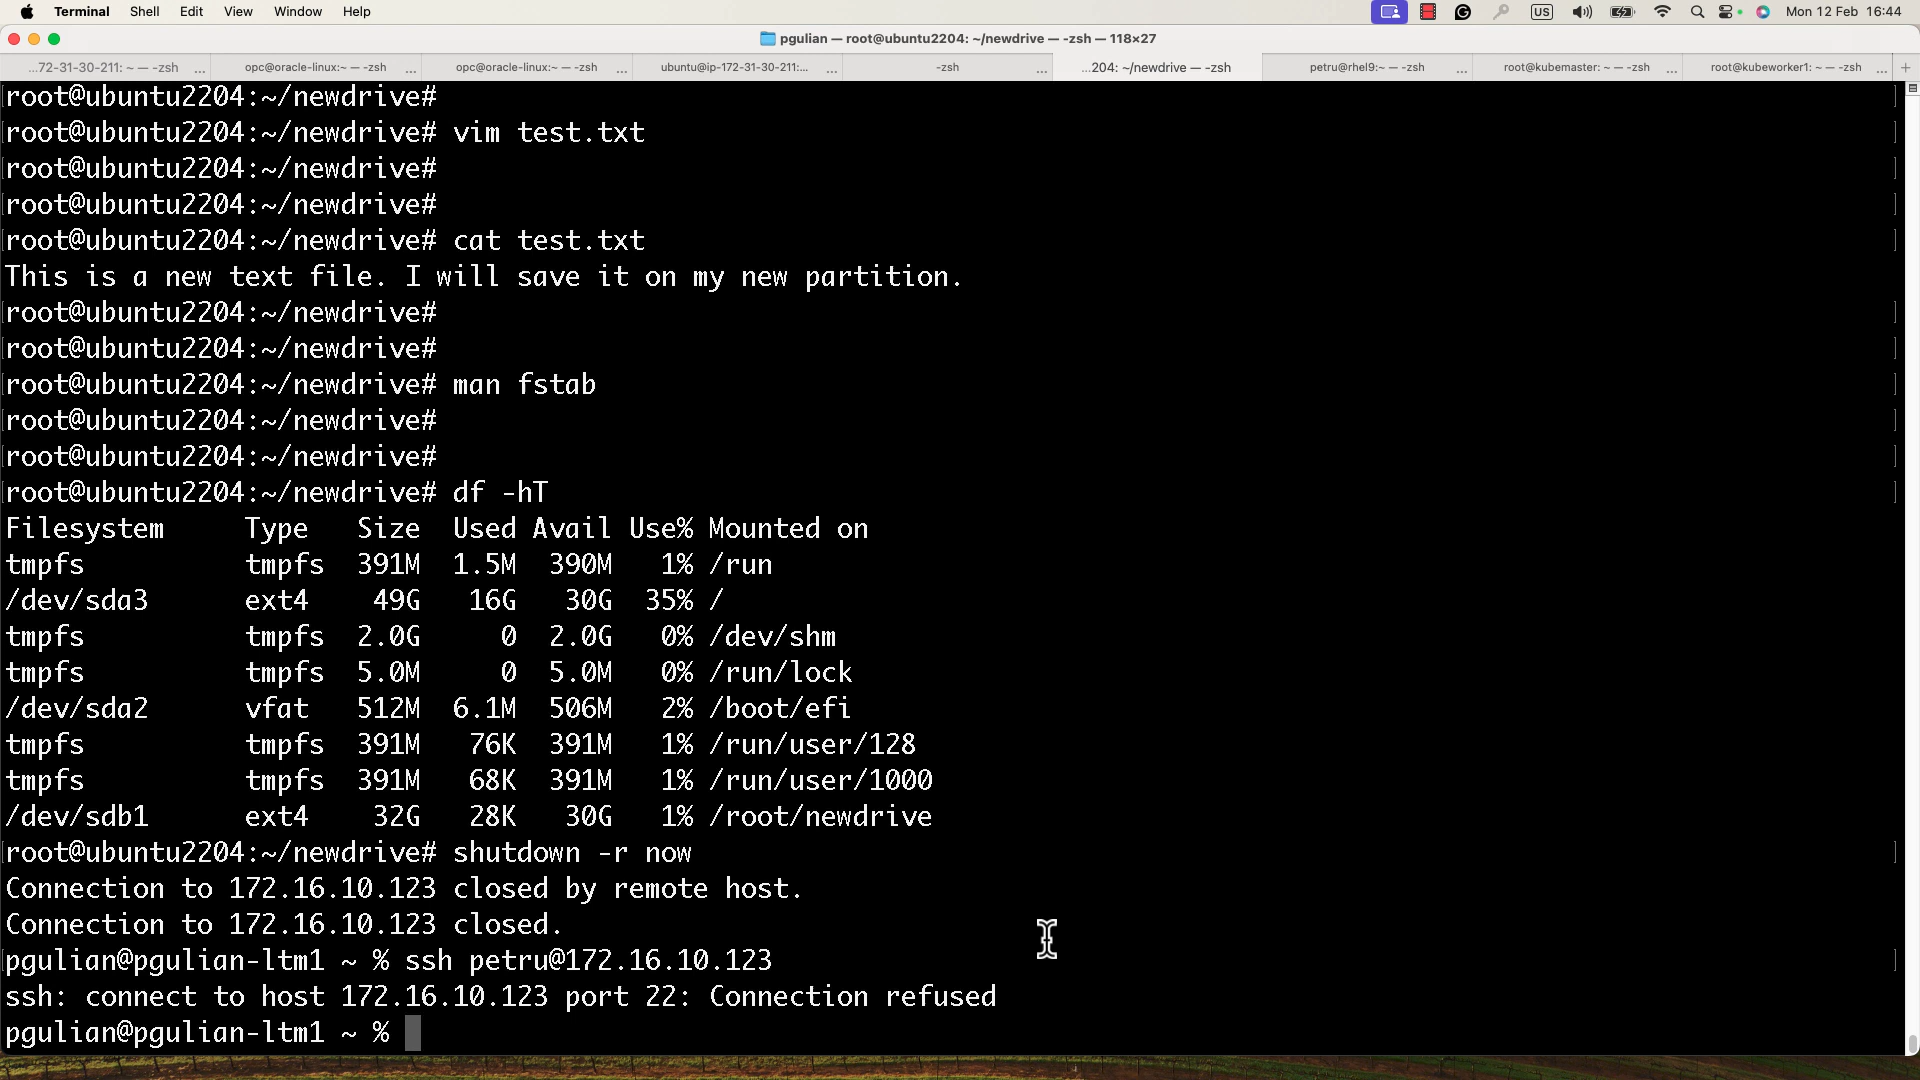 Terminal Shell Edit View Window Help US Mon 12 Feb 16:44
pgulian — root@ubuntu2204: ~/newdrive — -zsh — 118×27
...72-31-30-211: ~ — -zsh ... opc@oracle-linux:~ — -zsh ... opc@oracle-linux:~ — -zsh ... ubuntu@ip-172-31-30-211:... ... -zsh ... ...204: ~/newdrive — -zsh petru@rhel9:~ — -zsh ... root@kubemaster: ~ — -zsh ... root@kubeworker1: ~ — -zsh ... +
root@ubuntu2204:~/newdrive#
root@ubuntu2204:~/newdrive# vim test.txt
root@ubuntu2204:~/newdrive#
root@ubuntu2204:~/newdrive#
root@ubuntu2204:~/newdrive# cat test.txt
This is a new text file. I will save it on my new partition.
root@ubuntu2204:~/newdrive#
root@ubuntu2204:~/newdrive#
root@ubuntu2204:~/newdrive# man fstab
root@ubuntu2204:~/newdrive#
root@ubuntu2204:~/newdrive#
root@ubuntu2204:~/newdrive# df -hT
Filesystem     Type   Size  Used Avail Use% Mounted on
tmpfs          tmpfs  391M  1.5M  390M   1% /run
/dev/sda3      ext4    49G   16G   30G  35% /
tmpfs          tmpfs  2.0G     0  2.0G   0% /dev/shm
tmpfs          tmpfs  5.0M     0  5.0M   0% /run/lock
/dev/sda2      vfat   512M  6.1M  506M   2% /boot/efi
tmpfs          tmpfs  391M   76K  391M   1% /run/user/128
tmpfs          tmpfs  391M   68K  391M   1% /run/user/1000
/dev/sdb1      ext4    32G   28K   30G   1% /root/newdrive
root@ubuntu2204:~/newdrive# shutdown -r now
Connection to 172.16.10.123 closed by remote host.
Connection to 172.16.10.123 closed.
pgulian@pgulian-ltm1 ~ % ssh petru@172.16.10.123
ssh: connect to host 172.16.10.123 port 22: Connection refused
pgulian@pgulian-ltm1 ~ %